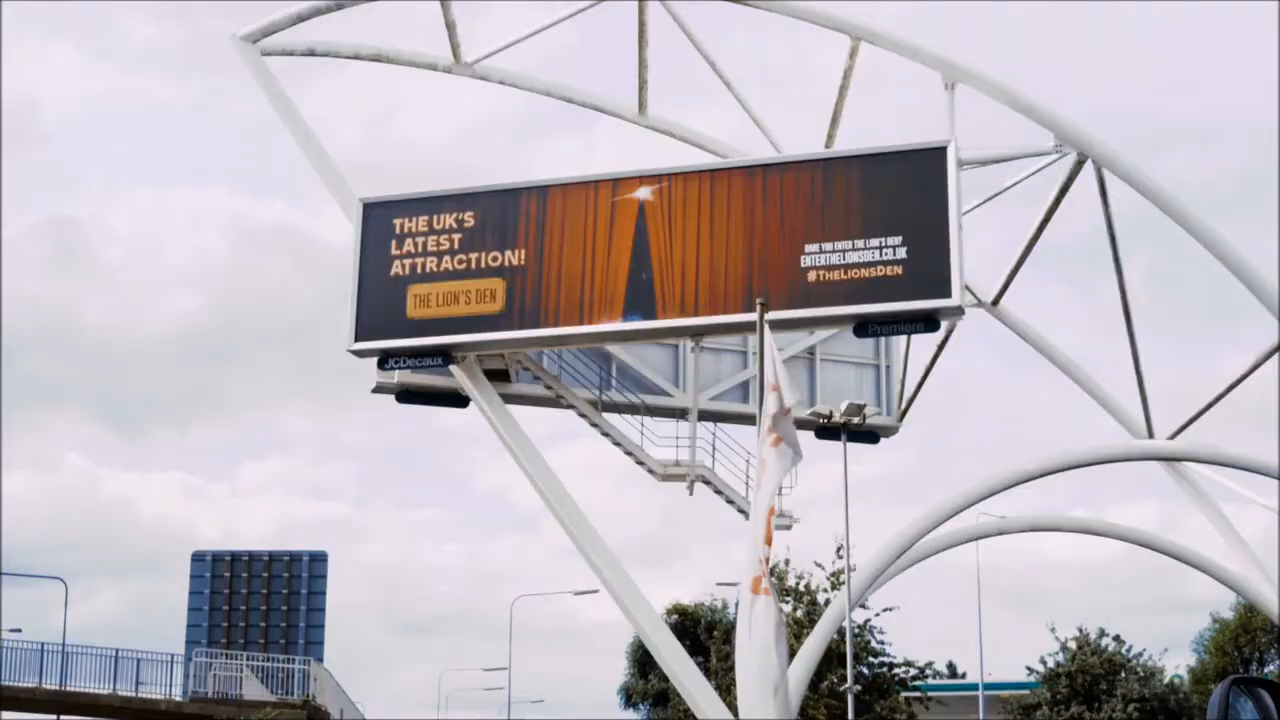 THE UK'S
LATEST
ATTRACTION!
THE LION'S DEN
DARE YOU ENTER THE LION'S DEN?
ENTERTHELIONSDEN.CO.UK
#THELIONSDEN
JCDecaux
Premiere